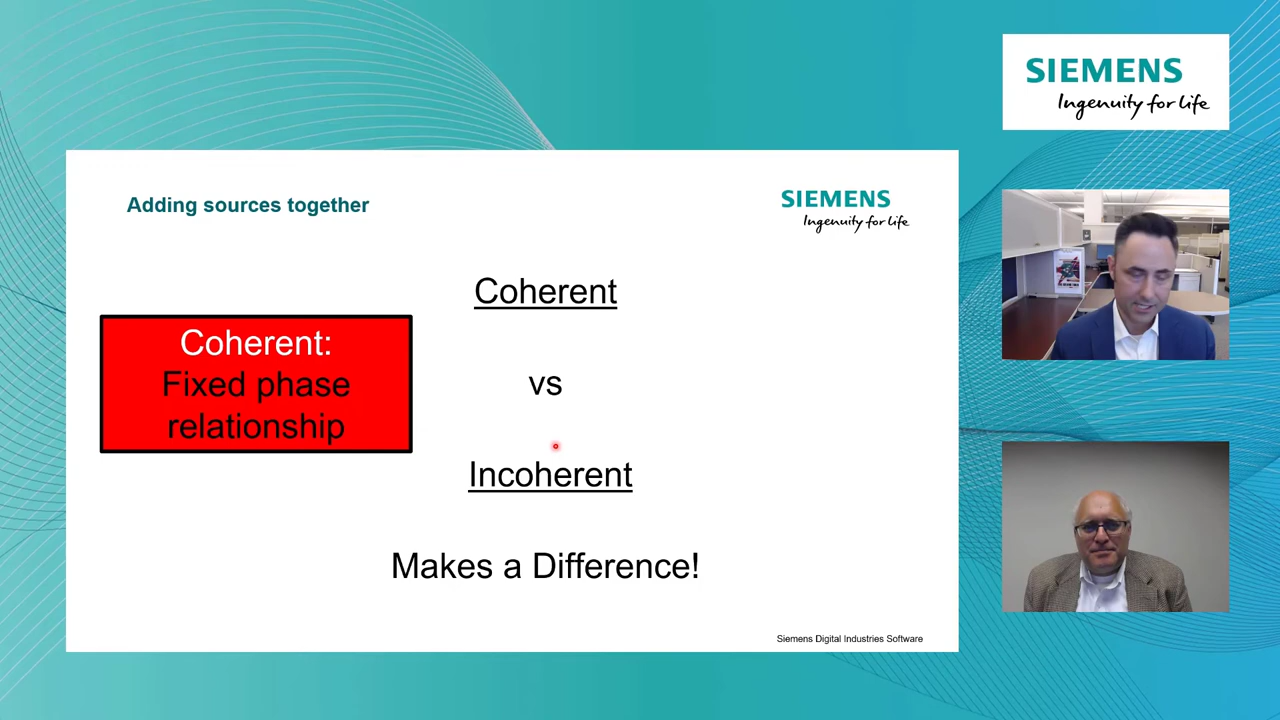 SIEMENS
Ingenuity for life
Adding sources together
SIEMENS
Ingenuity for life
Coherent
Coherent:
Fixed phase
relationship
vs
Incoherent
Makes a Difference!
Siemens Digital Industries Software